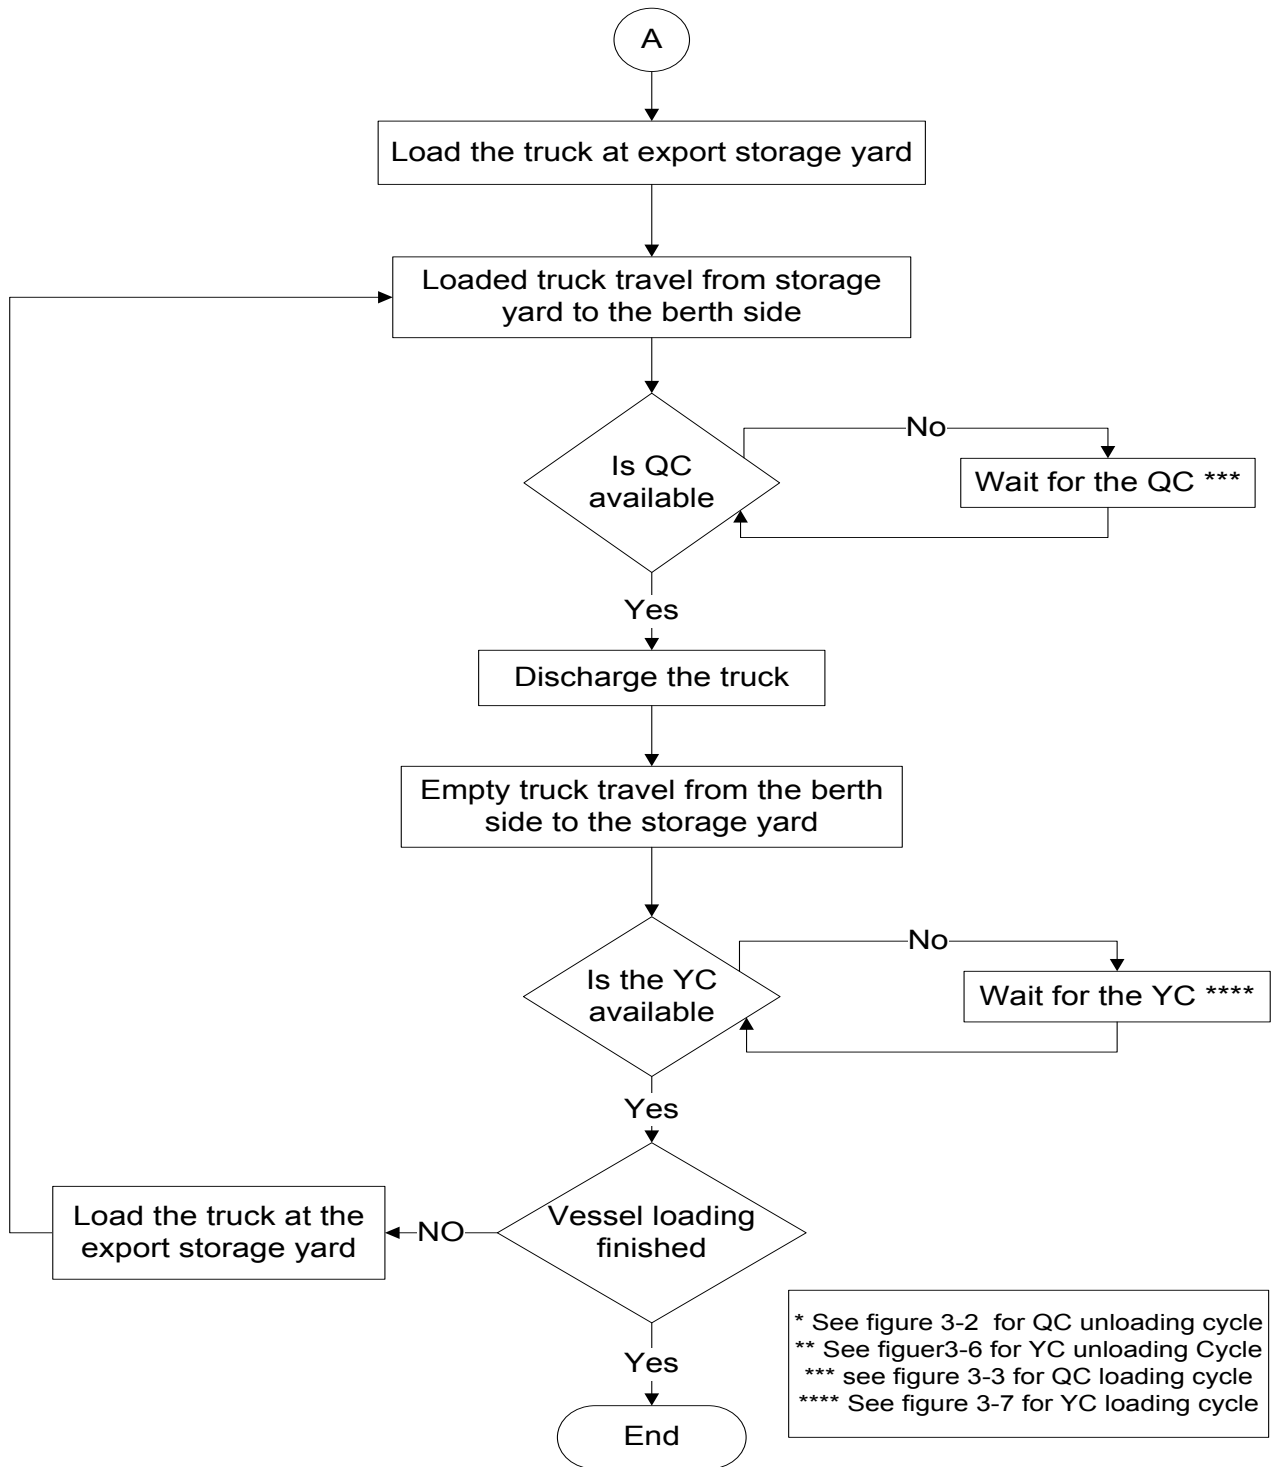 A
Load the truck at export storage yard
Loaded truck travel from storage
yard to the berth side
Is QC
available
No
Wait for the QC ***
Yes
Discharge the truck
Empty truck travel from the berth
side to the storage yard
Is the YC
available
No
Wait for the YC ****
Yes
Vessel loading
finished
NO
Load the truck at the
export storage yard
Yes
End
* See figure 3-2  for QC unloading cycle
** See figuer3-6 for YC unloading Cycle
*** see figure 3-3 for QC loading cycle
**** See figure 3-7 for YC loading cycle